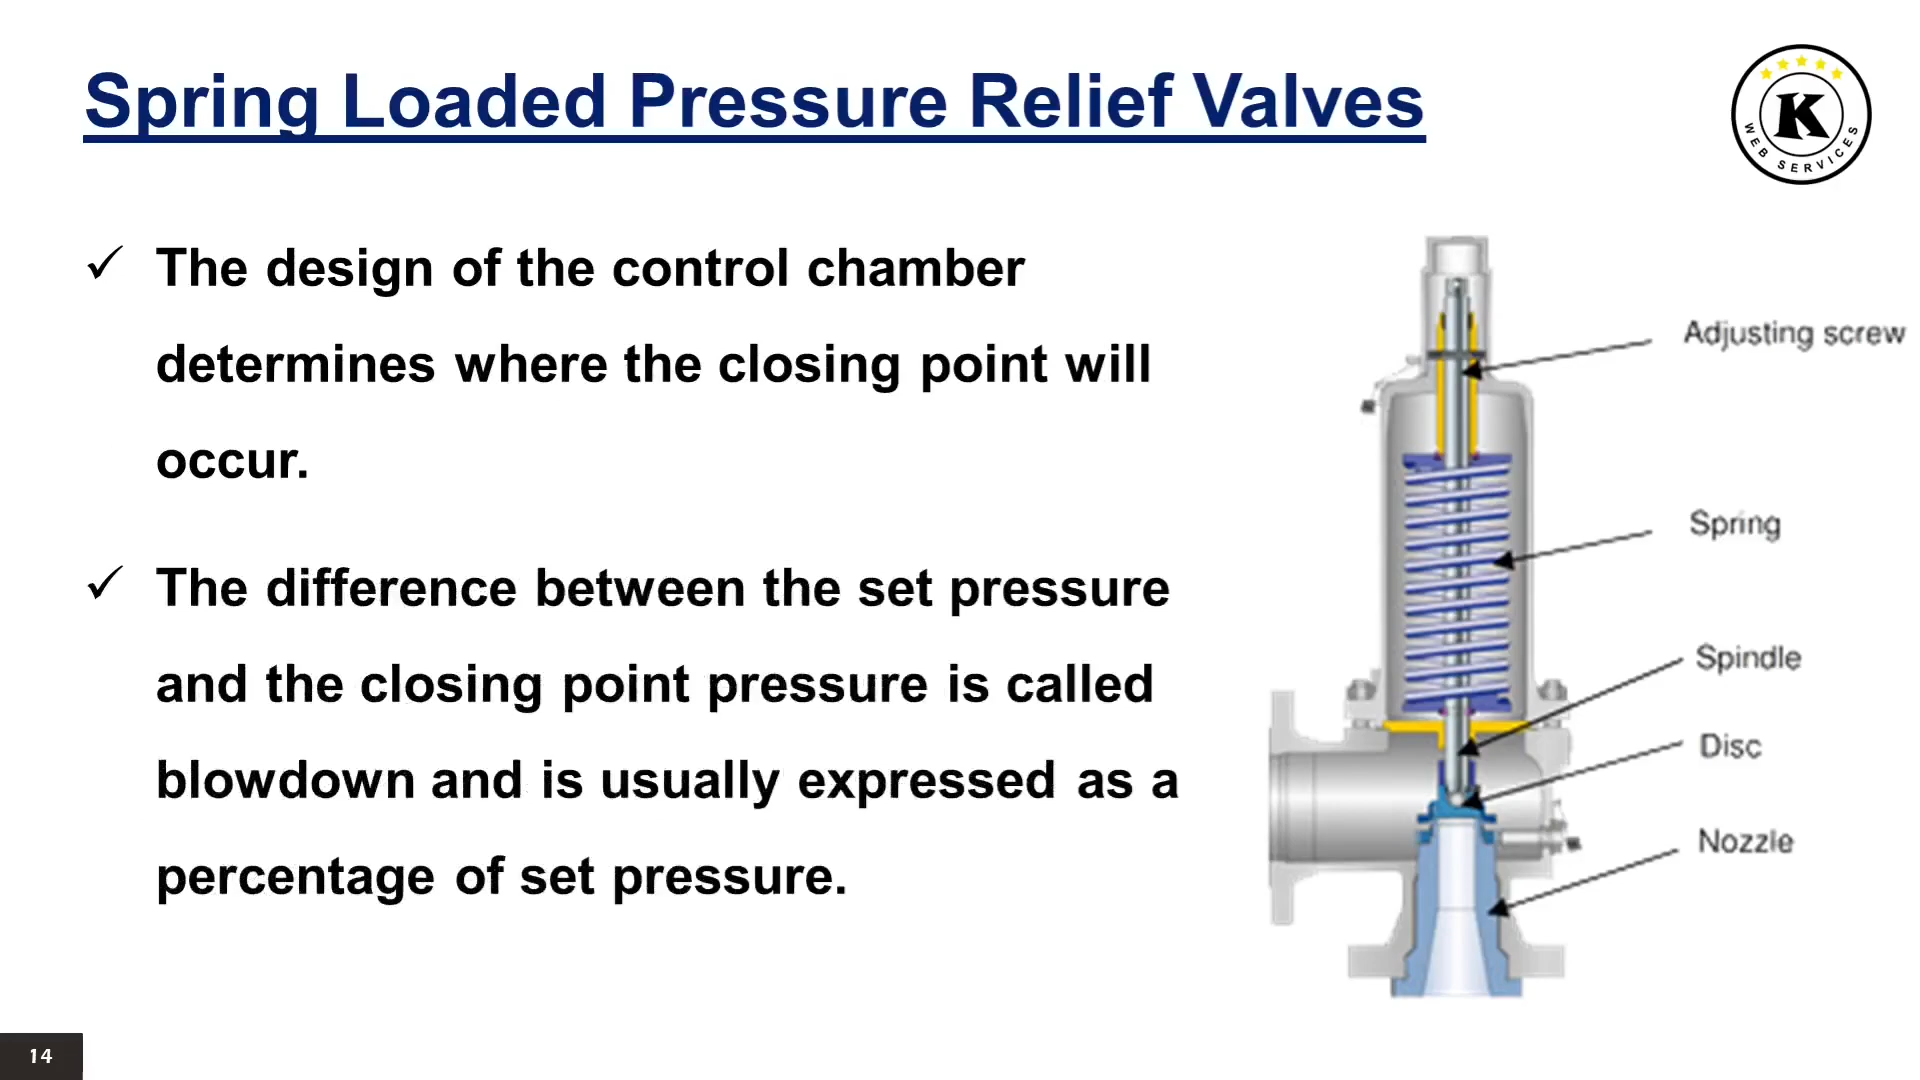 Spring Loaded Pressure Relief Valves
K
WEB SERVICES
✓ The design of the control chamber
determines where the closing point will
occur.
✓ The difference between the set pressure
and the closing point pressure is called
blowdown and is usually expressed as a
percentage of set pressure.
Adjusting screw
Spring
Spindle
Disc
Nozzle
14